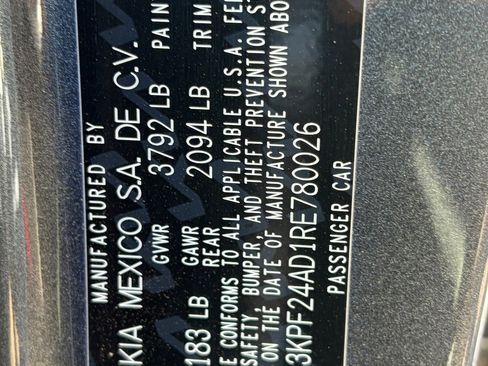 MANUFACTURED BY
KIA MEXICO S.A. DE C.V.
GVWR 3792 LB PAIN
GAWR
183 LB REAR 2094 LB TRIM
E CONFORMS TO ALL APPLICABLE U.S.A. FE
SAFETY, BUMPER, AND THEFT PREVENTION ST
ON THE DATE OF MANUFACTURE SHOWN ABO
3KPF24AD1RE780026
PASSENGER CAR